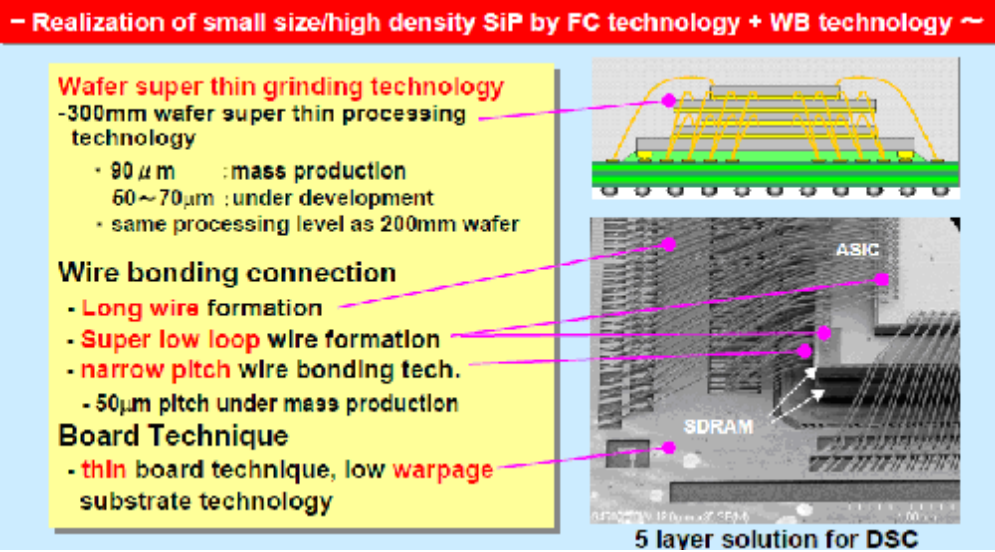 – Realization of small size/high density SiP by FC technology + WB technology ～
Wafer super thin grinding technology
-300mm wafer super thin processing
technology
・90μm :mass production
50～70μm :under development
・same processing level as 200mm wafer
Wire bonding connection
- Long wire formation
- Super low loop wire formation
- narrow pitch wire bonding tech.
- 50μm pitch under mass production
Board Technique
- thin board technique, low warpage
substrate technology
ASIC
SDRAM
5 layer solution for DSC